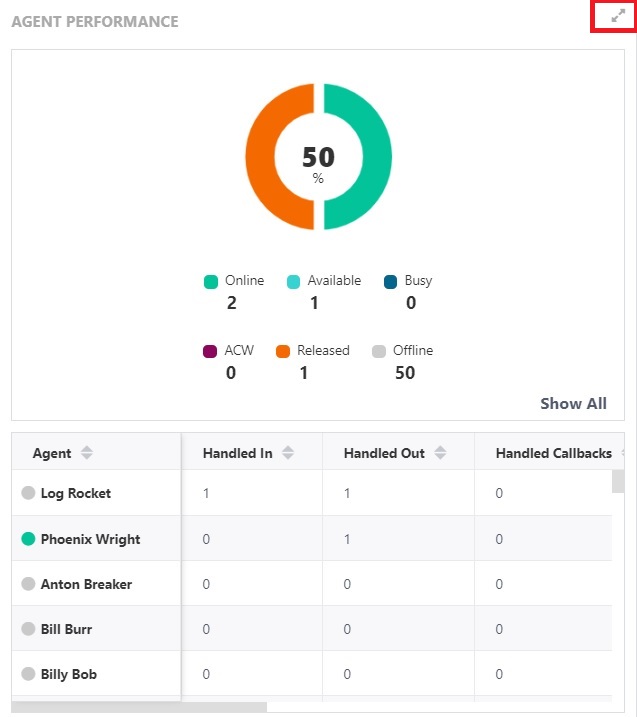 AGENT PERFORMANCE
50
%
Online Available Busy
2 1 0
ACW Released Offline
0 1 50
Show All
Agent Handled In Handled Out Handled Callbacks
Log Rocket 1 1 0
Phoenix Wright 0 1 0
Anton Breaker 0 0 0
Bill Burr 0 0 0
Billy Bob 0 0 0